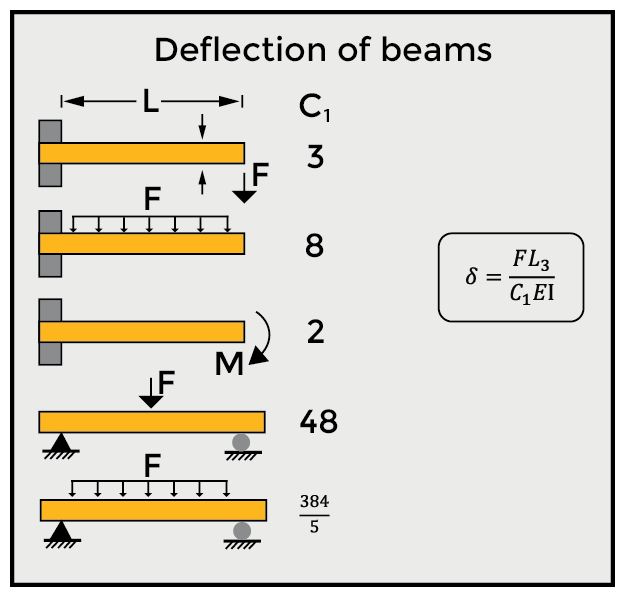 Deflection of beams
L
C₁
3
F
F
8
δ = FL₃ / C₁EI
2
M
F
48
F
384/5